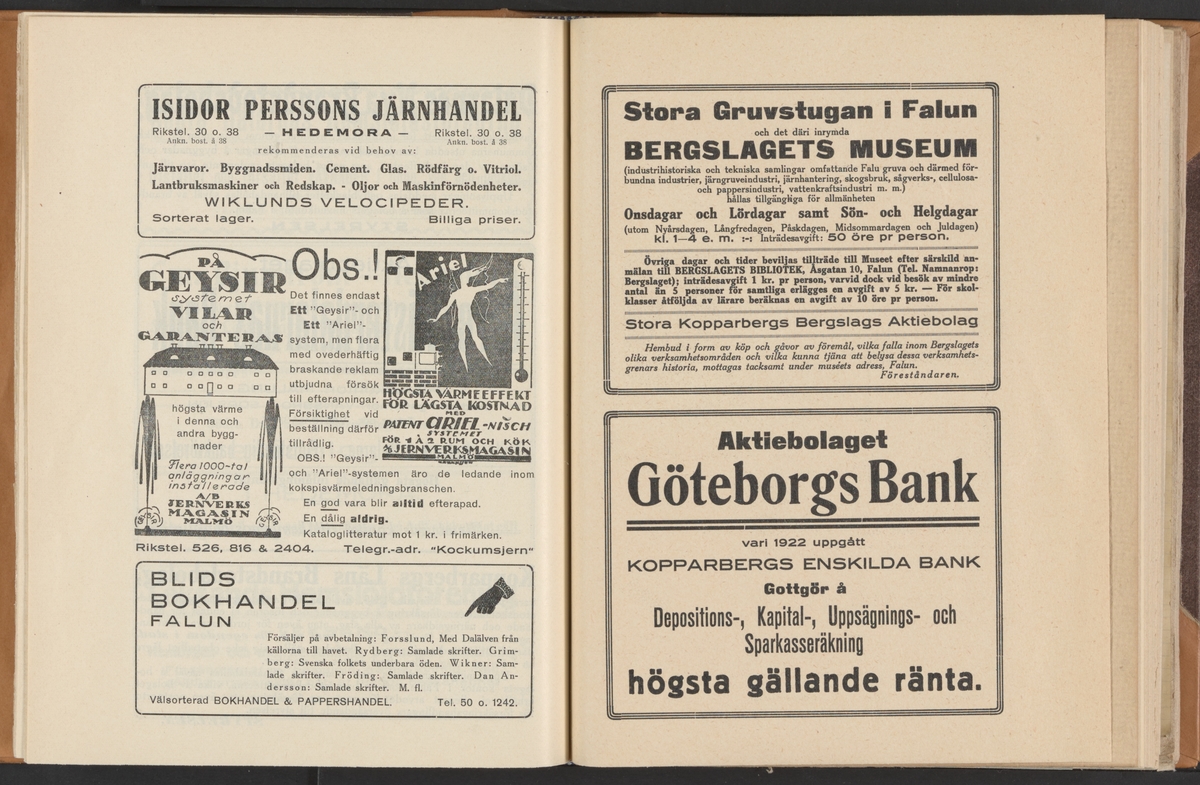 ISIDOR PERSSONS JÄRNHANDEL
Rikstel. 30 o. 38 — HEDEMORA — Rikstel. 30 o. 38
Ankn. bost. å 38 Ankn. bost. å 38
rekommenderas vid behov av:
Järnvaror. Byggnadssmiden. Cement. Glas. Rödfärg o. Vitriol.
Lantbruksmaskiner och Redskap. - Oljor och Maskinförnödenheter.
WIKLUNDS VELOCIPEDER.
Sorterat lager. Billiga priser.
PÅ
GEYSIR
systemet
VILAR
och
GARANTERAS
högsta värme
i denna och
andra bygg-
nader
Flera 1000-tal
anläggningar
installerade
A/B
JERNVERKS
MAGASIN
MALMÖ
Obs.!
Det finnes endast
Ett "Geysir"- och
Ett "Ariel"-
system, men flera
med ovederhäftig
braskande reklam
utbjudna försök
till efterapningar.
Försiktighet vid
beställning därför
tillrådlig.
OBS.! "Geysir"-
och "Ariel"-systemen äro de ledande inom
kokspisvärmeledningsbranschen.
En god vara blir alltid efterapad.
En dålig aldrig.
Kataloglitteratur mot 1 kr. i frimärken.
Ariel
HÖGSTA VÄRMEEFFEKT
FÖR LÄGSTA KOSTNAD
MED
PATENT ARIEL-NISCH
SYSTEMET
FÖR 1 À 2 RUM OCH KÖK
A/B JERNVERKSMAGASIN
MALMÖ
Rikstel. 526, 816 & 2404. Telegr.-adr. "Kockumsjern"
BLIDS
BOKHANDEL
FALUN
Försäljer på avbetalning: Forsslund, Med Dalälven från
källorna till havet. Rydberg: Samlade skrifter. Grim-
berg: Svenska folkets underbara öden. Wikner: Sam-
lade skrifter. Fröding: Samlade skrifter. Dan An-
dersson: Samlade skrifter. M. fl.
Välsorterad BOKHANDEL & PAPPERSHANDEL. Tel. 50 o. 1242.
Stora Gruvstugan i Falun
och det däri inrymda
BERGSLAGETS MUSEUM
(industrihistoriska och tekniska samlingar omfattande Falu gruva och därmed för-
bundna industrier, järngruveindustri, järnhantering, skogsbruk, sågverks-, cellulosa-
och pappersindustri, vattenkraftsindustri m. m.)
hållas tillgängliga för allmänheten
Onsdagar och Lördagar samt Sön- och Helgdagar
(utom Nyårsdagen, Långfredagen, Påskdagen, Midsommardagen och Juldagen)
kl. 1—4 e. m. :-: Inträdesavgift: 50 öre pr person.
Övriga dagar och tider beviljas tillträde till Museet efter särskild an-
mälan till BERGSLAGETS BIBLIOTEK, Åsgatan 10, Falun (Tel. Namnanrop:
Bergslaget); inträdesavgift 1 kr. pr person, varvid dock vid besök av mindre
antal än 5 personer för samtliga erlägges en avgift av 5 kr. — För skol-
klasser åtföljda av lärare beräknas en avgift av 10 öre pr person.
Stora Kopparbergs Bergslags Aktiebolag
Hembud i form av köp och gåvor av föremål, vilka falla inom Bergslagets
olika verksamhetsområden och vilka kunna tjäna att belysa dessa verksamhets-
grenars historia, mottagas tacksamt under muséets adress, Falun.
Föreståndaren.
Aktiebolaget
Göteborgs Bank
vari 1922 uppgått
KOPPARBERGS ENSKILDA BANK
Gottgör å
Depositions-, Kapital-, Uppsägnings- och
Sparkasseräkning
högsta gällande ränta.